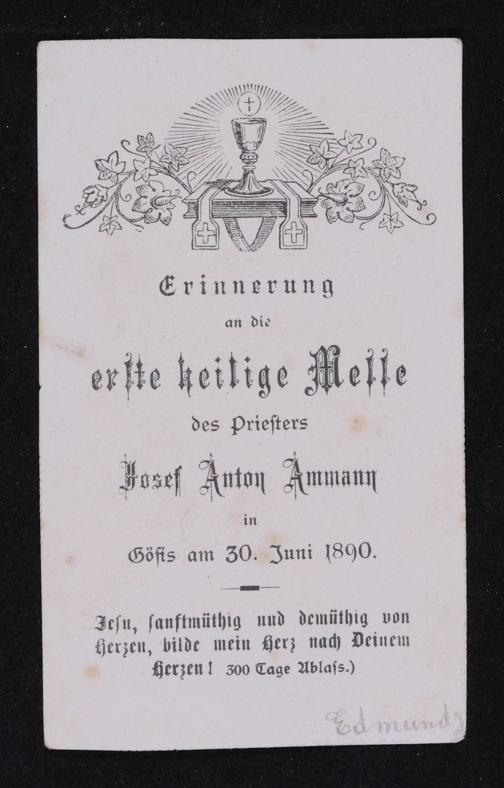 Erinnerung
an die
erſte heilige Meſſe
des Prieſters
Josef Anton Ammann
in
Göfis am 30. Juni 1890.
Jeſu, ſanftmüthig und demüthig von
Herzen, bilde mein Herz nach Deinem
Herzen! 300 Tage Ablaſs.)
Edmund